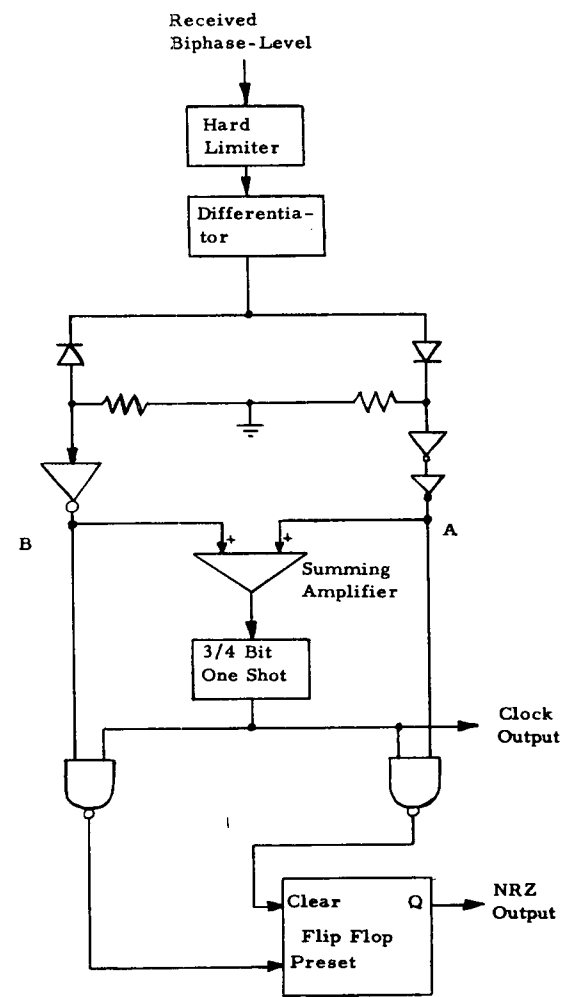 Received
Biphase-Level
Hard
Limiter
Differentia-
tor
B
+
+
A
Summing
Amplifier
3/4 Bit
One Shot
Clock
Output
Clear
Q
NRZ
Output
Flip Flop
Preset